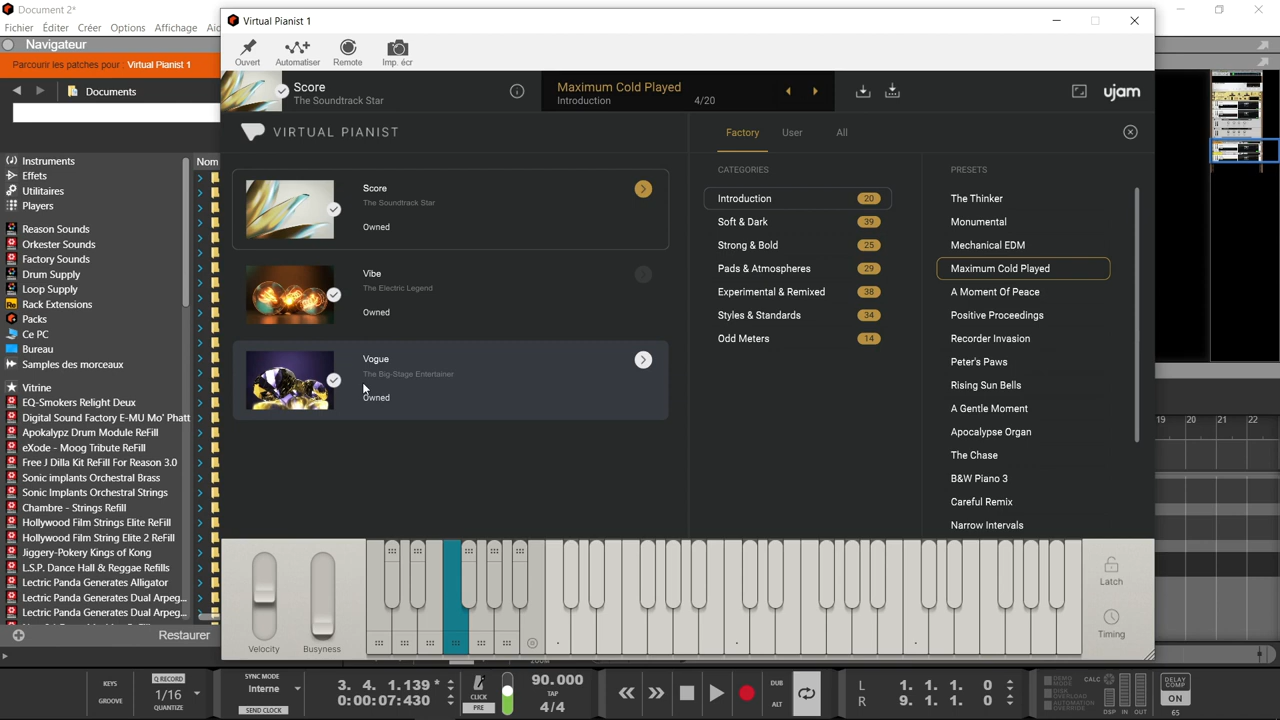 Document 2*
Fichier Éditer Créer Options Affichage
Navigateur
Parcourir les patches pour : Virtual Pianist 1
Documents
Instruments
Effets
Utilitaires
Players
Reason Sounds
Orkester Sounds
Factory Sounds
Drum Supply
Loop Supply
Rack Extensions
Packs
Ce PC
Bureau
Samples des morceaux
Vitrine
EQ-Smokers Relight Deux
Digital Sound Factory E-MU Mo' Phatt
Apokalypz Drum Module ReFill
eXode - Moog Tribute ReFill
Free J Dilla Kit ReFill For Reason 3.0
Sonic implants Orchestral Brass
Sonic Implants Orchestral Strings
Chambre - Strings Refill
Hollywood Film Strings Elite ReFill
Hollywood Film Strings Elite 2 ReFill
Jiggery-Pokery Kings of Kong
L.S.P. Dance Hall & Reggae Refills
Lectric Panda Generates Alligator
Lectric Panda Generates Dual Arpeg...
Lectric Panda Generates Dual Arpeg...
Restaurer
Nom
Virtual Pianist 1
Ouvert Automatiser Remote Imp. écr
Score
The Soundtrack Star
Maximum Cold Played
Introduction 4/20
ujam
VIRTUAL PIANIST
Score
The Soundtrack Star
Owned
Vibe
The Electric Legend
Owned
Vogue
The Big-Stage Entertainer
Owned
Factory User All
CATEGORIES
Introduction 20
Soft & Dark 39
Strong & Bold 25
Pads & Atmospheres 29
Experimental & Remixed 38
Styles & Standards 34
Odd Meters 14
PRESETS
The Thinker
Monumental
Mechanical EDM
Maximum Cold Played
A Moment Of Peace
Positive Proceedings
Recorder Invasion
Peter's Paws
Rising Sun Bells
A Gentle Moment
Apocalypse Organ
The Chase
B&W Piano 3
Careful Remix
Narrow Intervals
Velocity Busyness
Latch
Timing
19 20 21 22
KEYS
GROOVE
Q RECORD
1/16
QUANTIZE
SYNC MODE
Interne
SEND CLOCK
3. 4. 1.139 *
0:00:07:430
CLICK
PRE
90.000
TAP
4/4
DUB
ALT
L 1. 1. 1. 0
R 9. 1. 1. 0
DEMO MODE
DISK OVERLOAD
AUTOMATION OVERRIDE
CALC
DSP IN OUT
DELAY COMP
ON
65